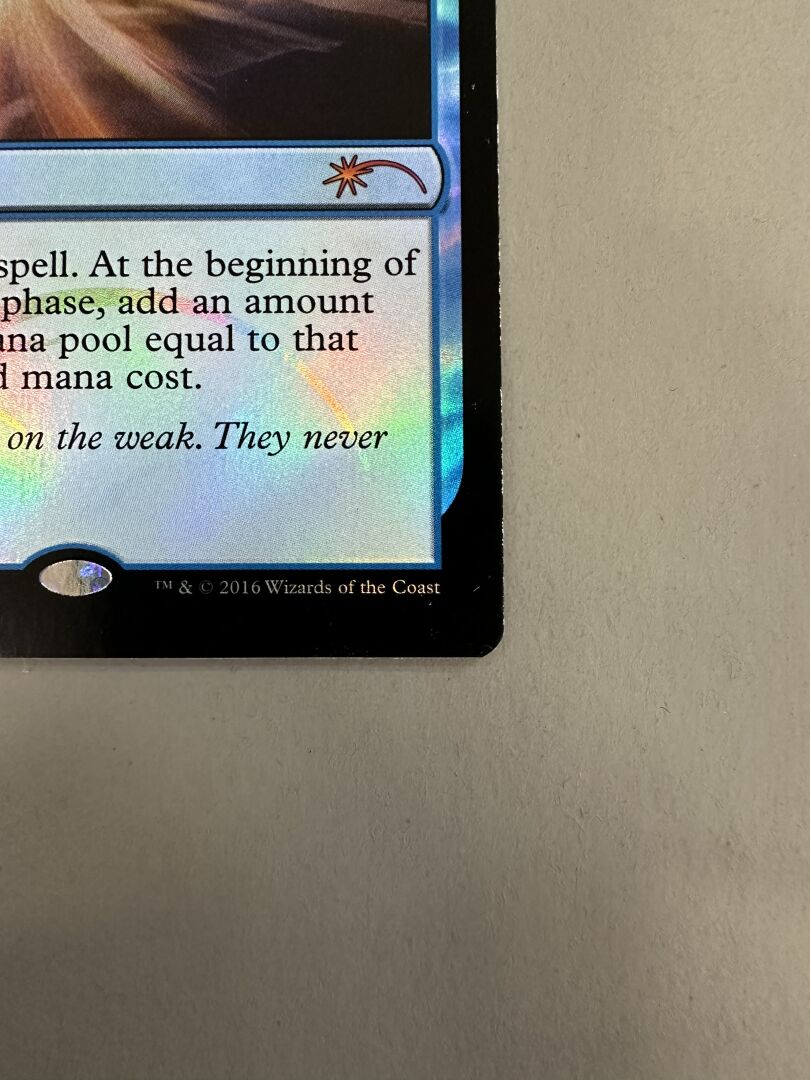 spell. At the beginning of
phase, add an amount
ana pool equal to that
d mana cost.
on the weak. They never
™ & © 2016 Wizards of the Coast